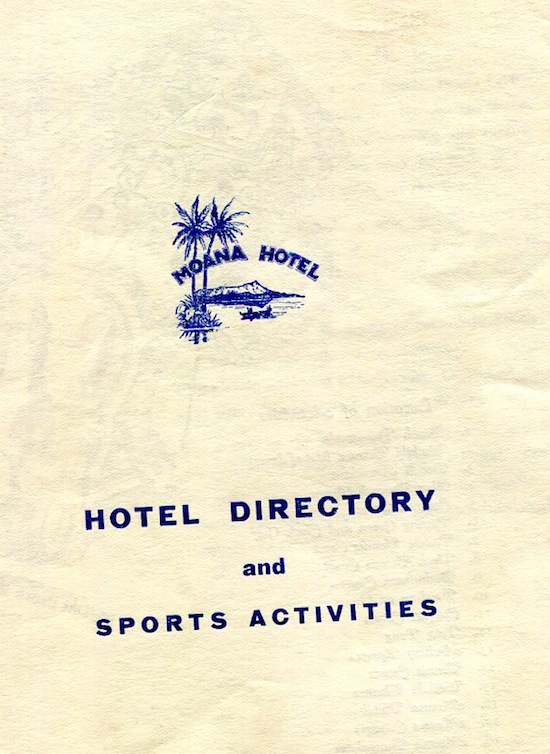 MOANA HOTEL
HOTEL DIRECTORY
and
SPORTS ACTIVITIES